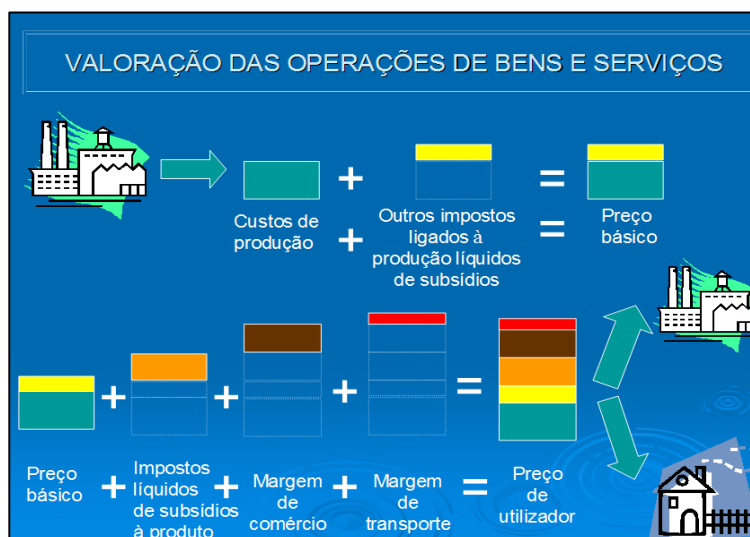 VALORAÇÃO DAS OPERAÇÕES DE BENS E SERVIÇOS
+ =
Custos de
produção
+
Outros impostos
ligados à
produção líquidos
de subsídios
=
Preço
básico
+ + + =
Preço
básico
+
Impostos
líquidos
de subsídios
à produto
+
Margem
de
comércio
+
Margem
de
transporte
=
Preço
de
utilizador